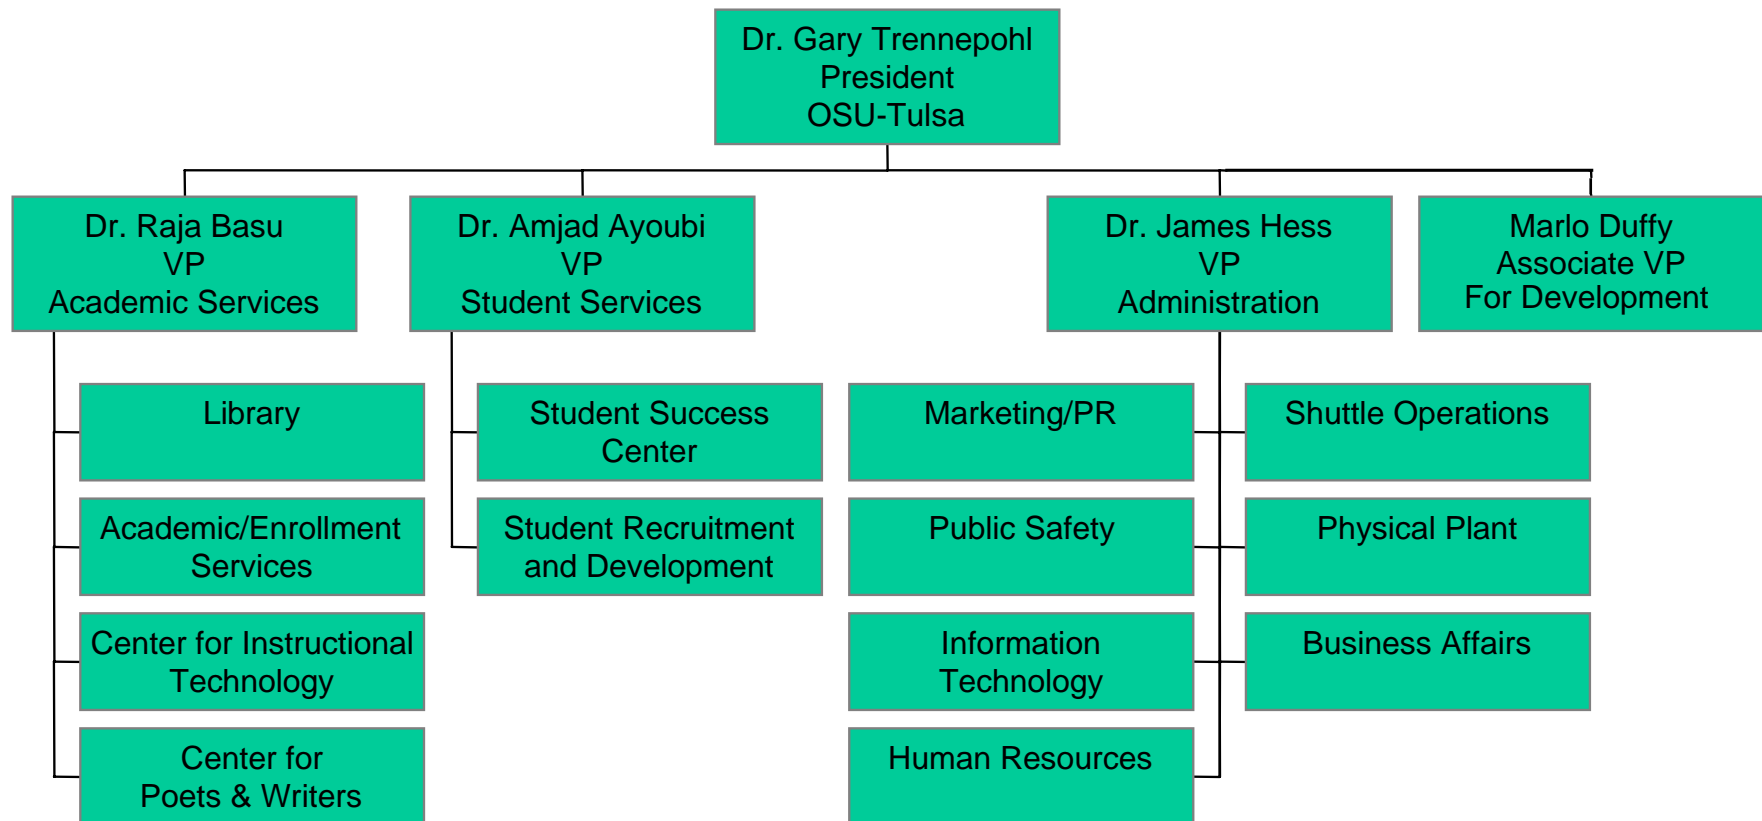 Dr. Gary Trennepohl
President
OSU-Tulsa
Dr. Raja Basu
VP
Academic Services
Dr. Amjad Ayoubi
VP
Student Services
Dr. James Hess
VP
Administration
Marlo Duffy
Associate VP
For Development
Library
Academic/Enrollment
Services
Center for Instructional
Technology
Center for
Poets & Writers
Student Success
Center
Student Recruitment
and Development
Marketing/PR
Public Safety
Information
Technology
Human Resources
Shuttle Operations
Physical Plant
Business Affairs